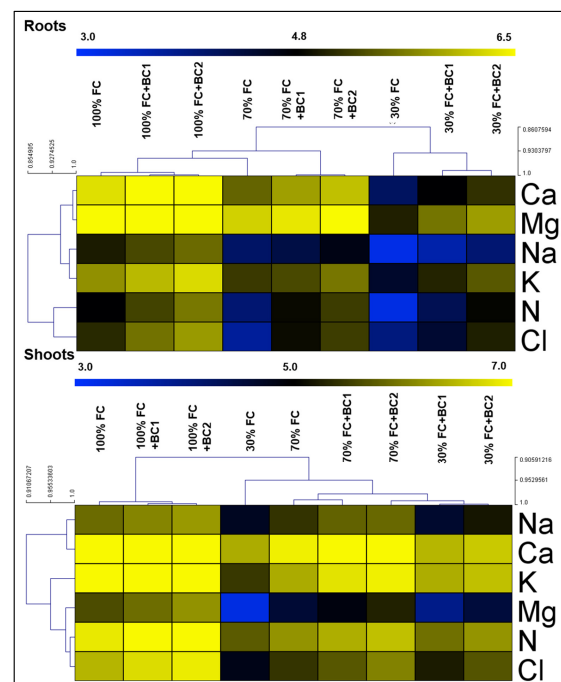 Roots
3.0 4.8 6.5
100% FC
100% FC+BC1
100% FC+BC2
70% FC
70% FC +BC1
70% FC +BC2
30% FC
30% FC+BC1
30% FC+BC2
0.854905
0.9274525
1.0
0.8607594
0.9303797
1.0
Ca
Mg
Na
K
N
Cl
Shoots
3.0 5.0 7.0
100% FC
100% FC +BC1
100% FC +BC2
30% FC
70% FC
70% FC+BC1
70% FC+BC2
30% FC+BC1
30% FC+BC2
0.91067207
0.95533603
1.0
0.90591216
0.9529561
1.0
Na
Ca
K
Mg
N
Cl